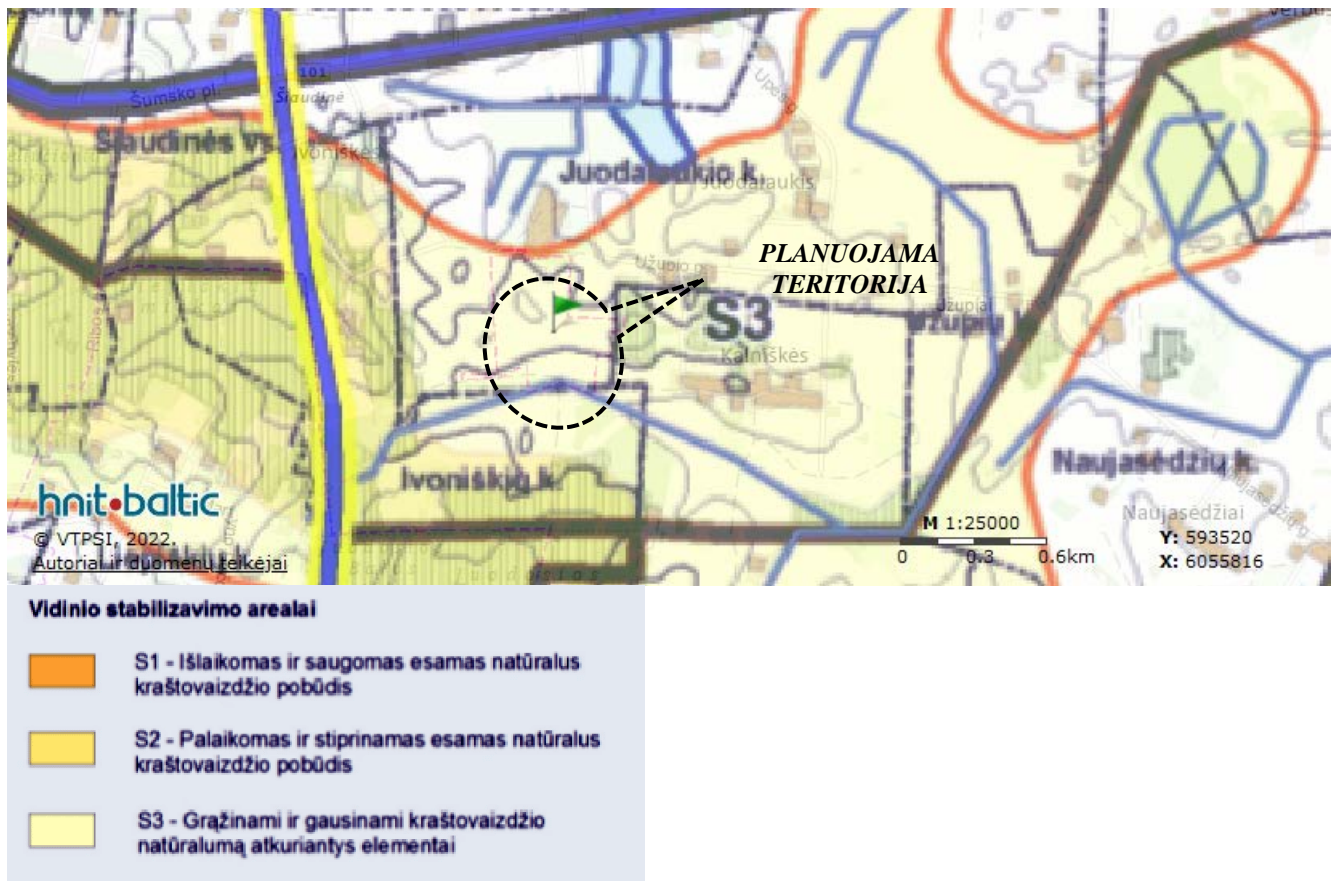 Šumsko pl.
101
Šiaudinė
Šiaudinės vs.
Ivoniškės
Upės g.
Juodalaukio k.
Juodalaukis
Užupio g.
PLANUOJAMA
TERITORIJA
S3
Kalniškės
Užupiai
Užupių k.
Ribos
Ivoniškių k.
Naujasėdžių k.
Naujasėdžiai
hnit•baltic
© VTPSI, 2022.
Autoriai ir duomenų teikėjai
M 1:25000
0 0.3 0.6km
Y: 593520
X: 6055816
Vidinio stabilizavimo arealai
S1 - Išlaikomas ir saugomas esamas natūralus
kraštovaizdžio pobūdis
S2 - Palaikomas ir stiprinamas esamas natūralus
kraštovaizdžio pobūdis
S3 - Grąžinami ir gausinami kraštovaizdžio
natūralumą atkuriantys elementai